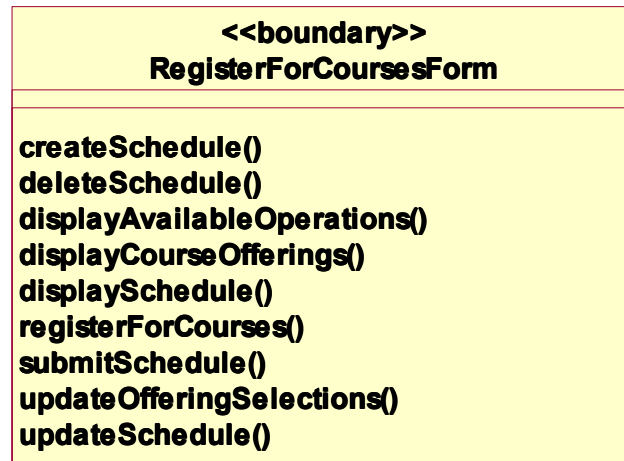 <<boundary>>
RegisterForCoursesForm
createSchedule()
deleteSchedule()
displayAvailableOperations()
displayCourseOfferings()
displaySchedule()
registerForCourses()
submitSchedule()
updateOfferingSelections()
updateSchedule()